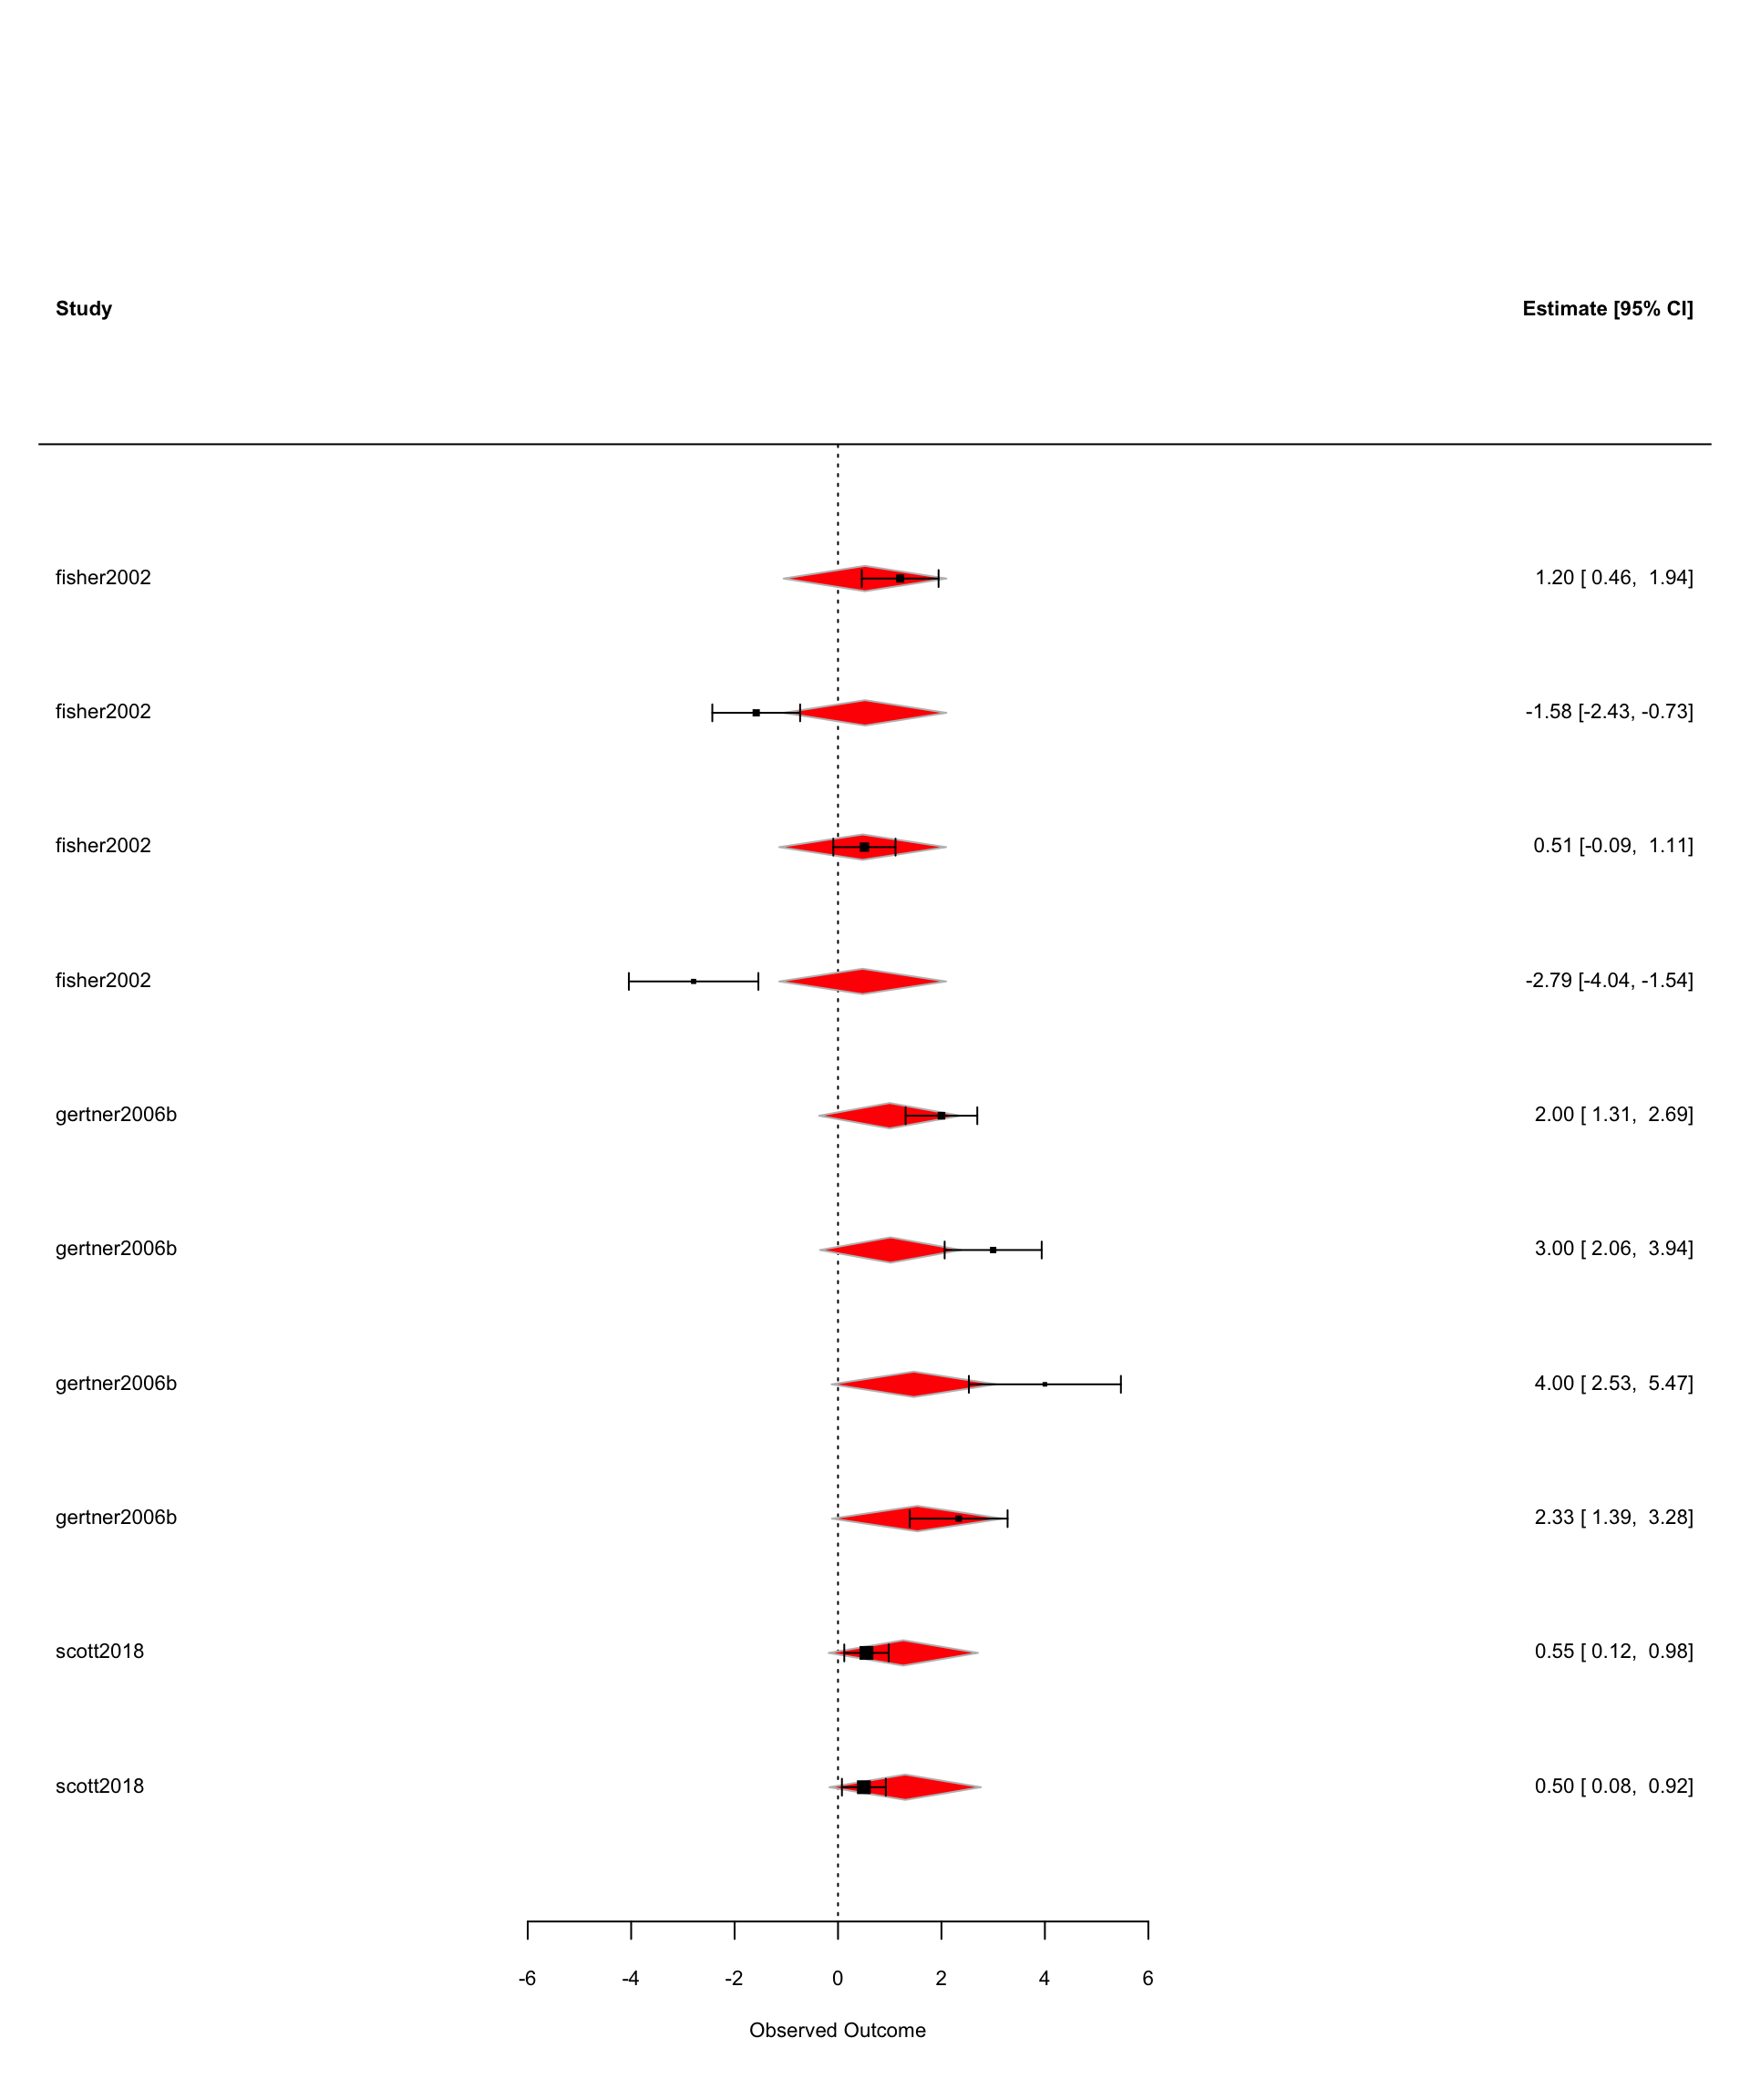 Study Estimate [95% CI]
fisher2002 1.20 [ 0.46, 1.94]
fisher2002 -1.58 [-2.43, -0.73]
fisher2002 0.51 [-0.09, 1.11]
fisher2002 -2.79 [-4.04, -1.54]
gertner2006b 2.00 [ 1.31, 2.69]
gertner2006b 3.00 [ 2.06, 3.94]
gertner2006b 4.00 [ 2.53, 5.47]
gertner2006b 2.33 [ 1.39, 3.28]
scott2018 0.55 [ 0.12, 0.98]
scott2018 0.50 [ 0.08, 0.92]
-6 -4 -2 0 2 4 6
Observed Outcome